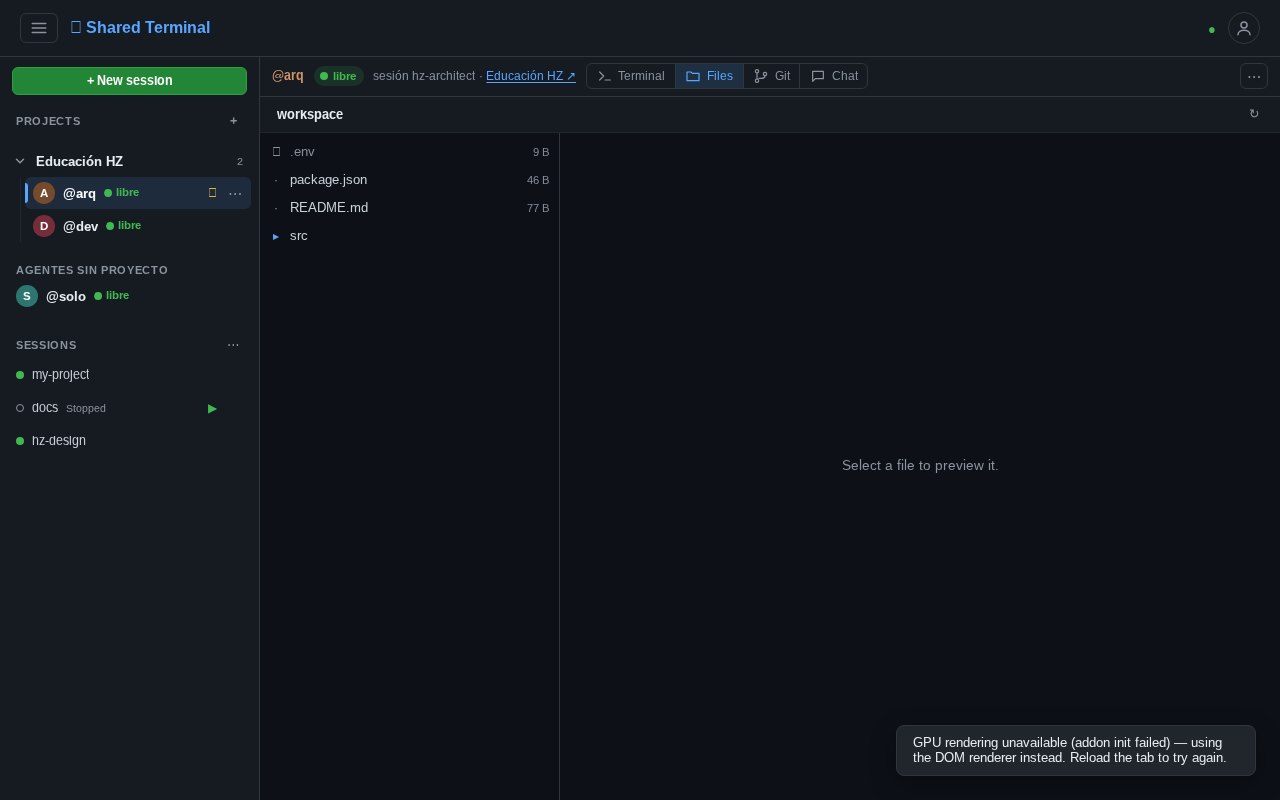 Shared Terminal
+ New session
PROJECTS +
Educación HZ 2
A @arq libre ⋯
D @dev libre
AGENTES SIN PROYECTO
S @solo libre
SESSIONS ⋯
my-project
docs Stopped ▶
hz-design
@arq libre sesión hz-architect · Educación HZ ↗ Terminal Files Git Chat ⋯
workspace ↻
.env 9 B
· package.json 46 B
· README.md 77 B
▸ src
Select a file to preview it.
GPU rendering unavailable (addon init failed) — using
the DOM renderer instead. Reload the tab to try again.